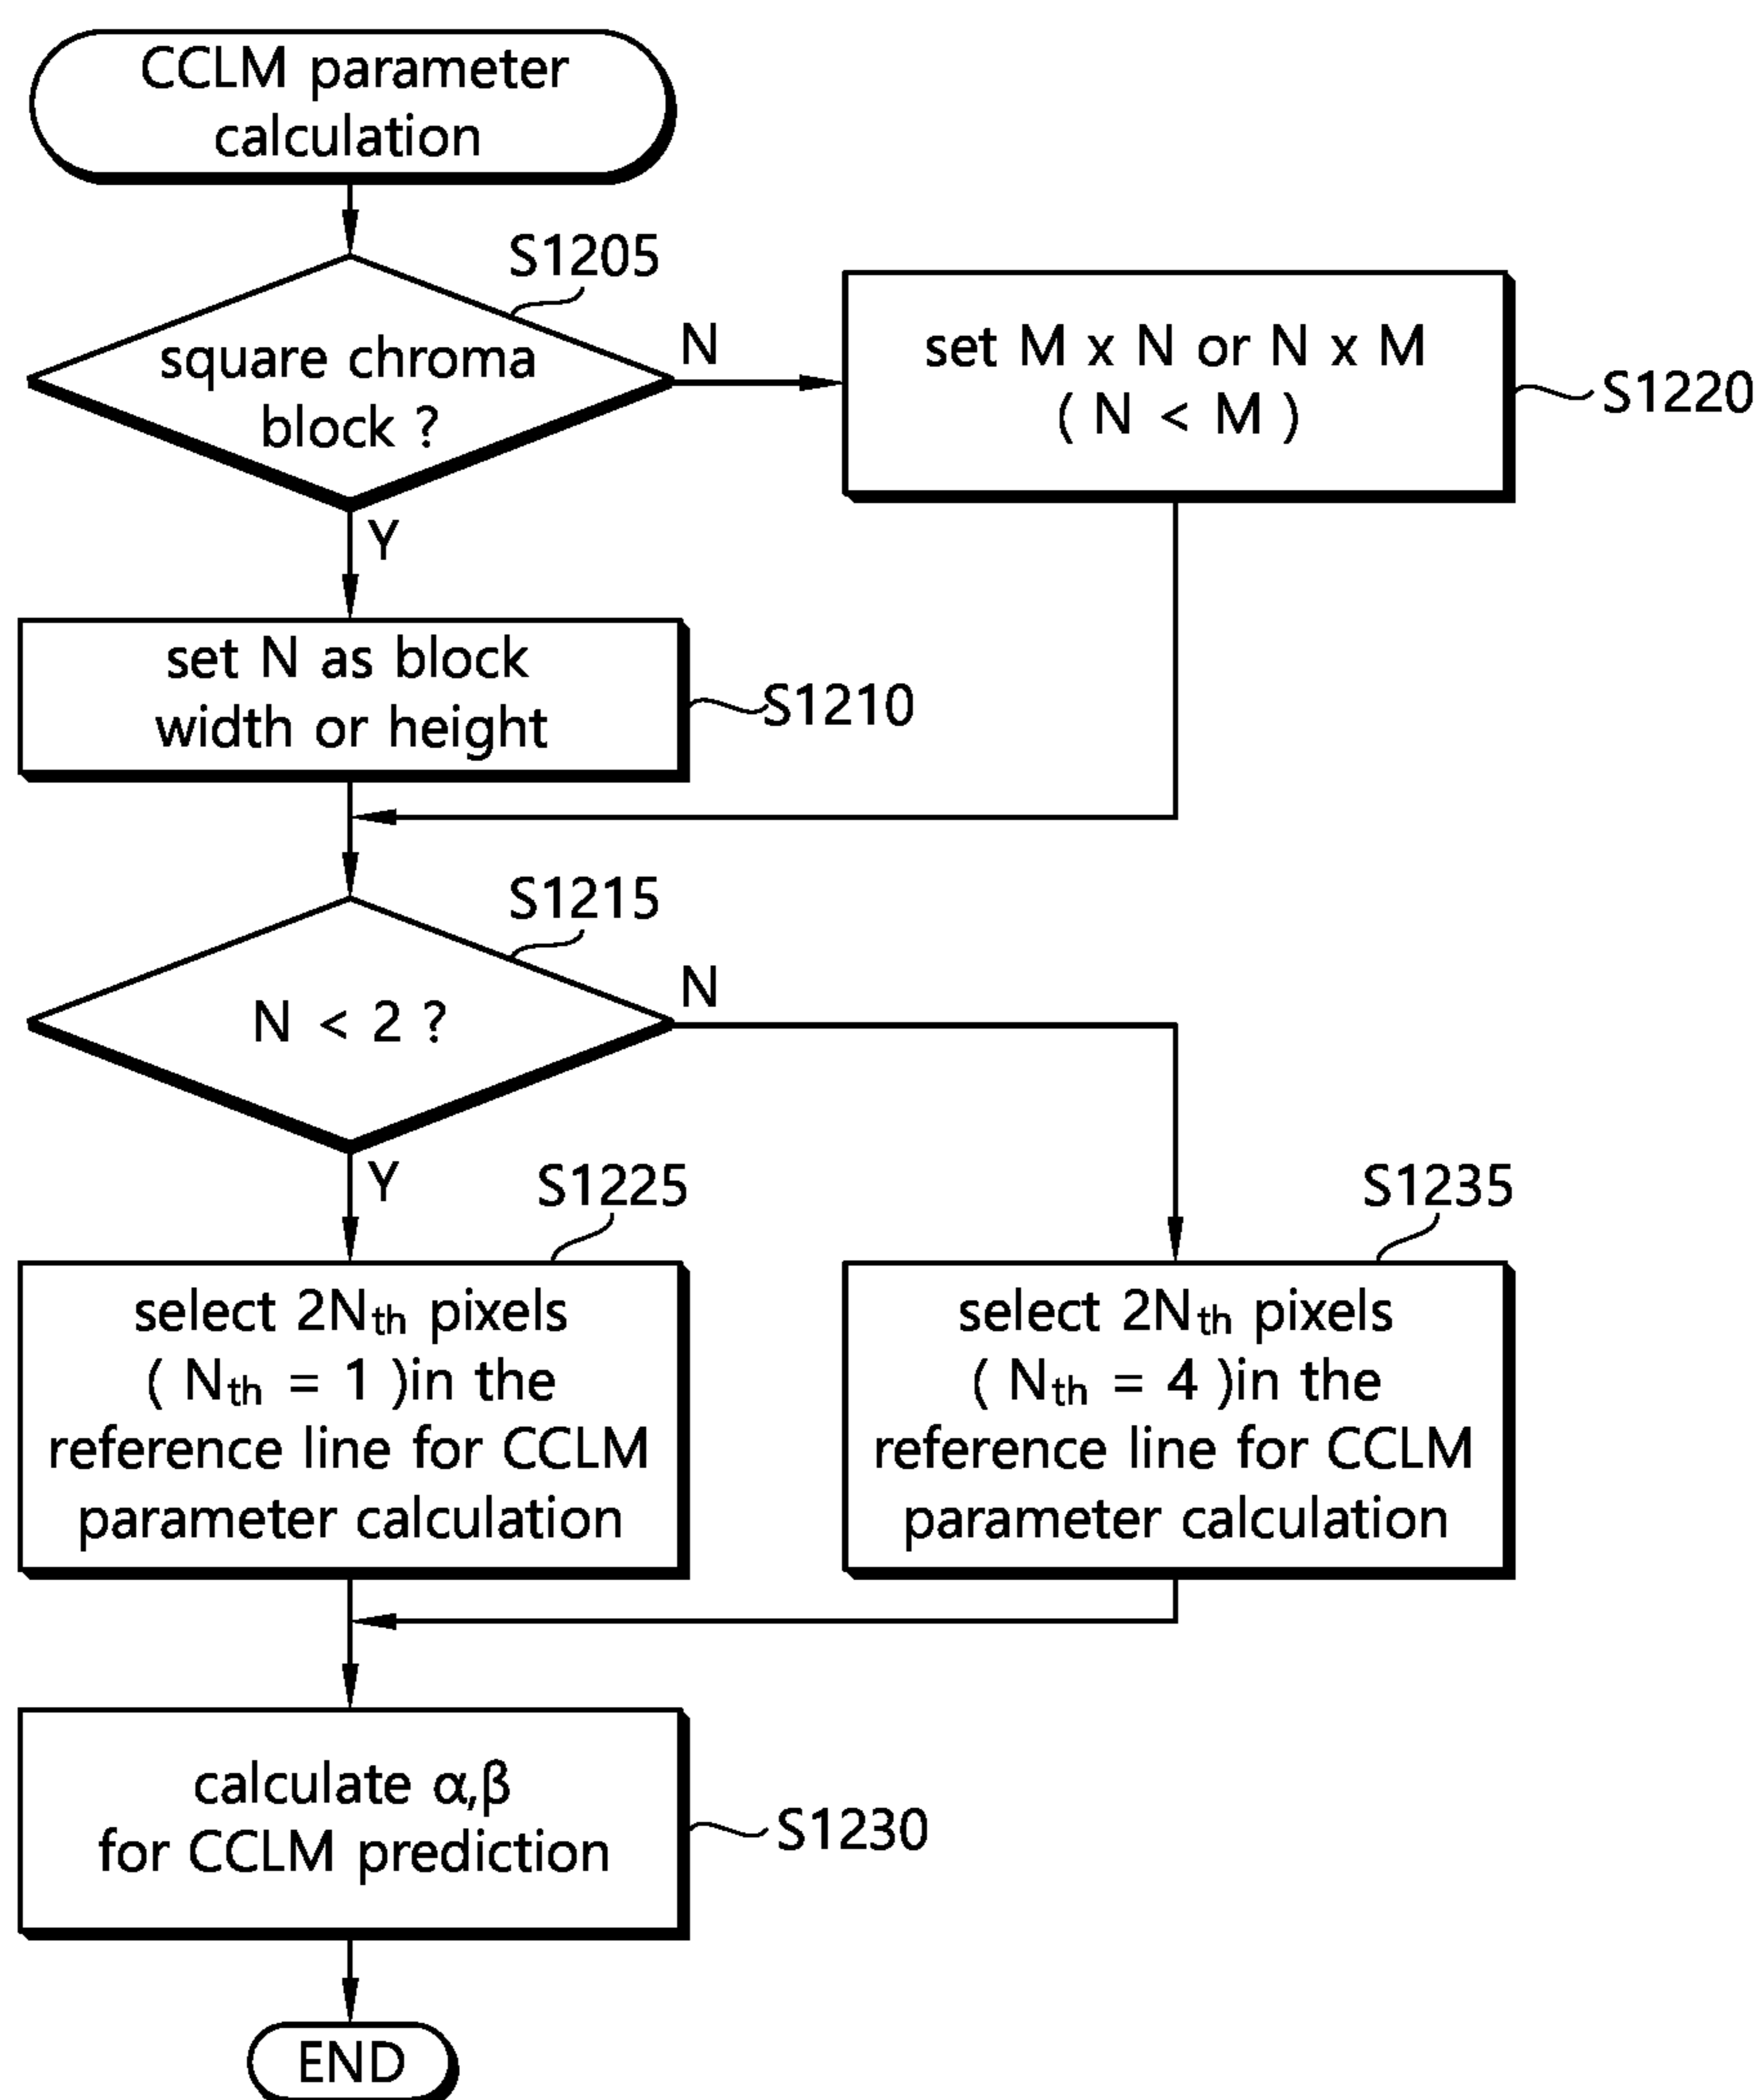 CCLM parameter
calculation
S1205
square chroma
block ?
N
set M x N or N x M
( N < M )
S1220
Y
set N as block
width or height
S1210
S1215
N < 2 ?
N
Y
S1225
select 2Nth pixels
( Nth = 1 )in the
reference line for CCLM
parameter calculation
S1235
select 2Nth pixels
( Nth = 4 )in the
reference line for CCLM
parameter calculation
calculate α,β
for CCLM prediction
S1230
END